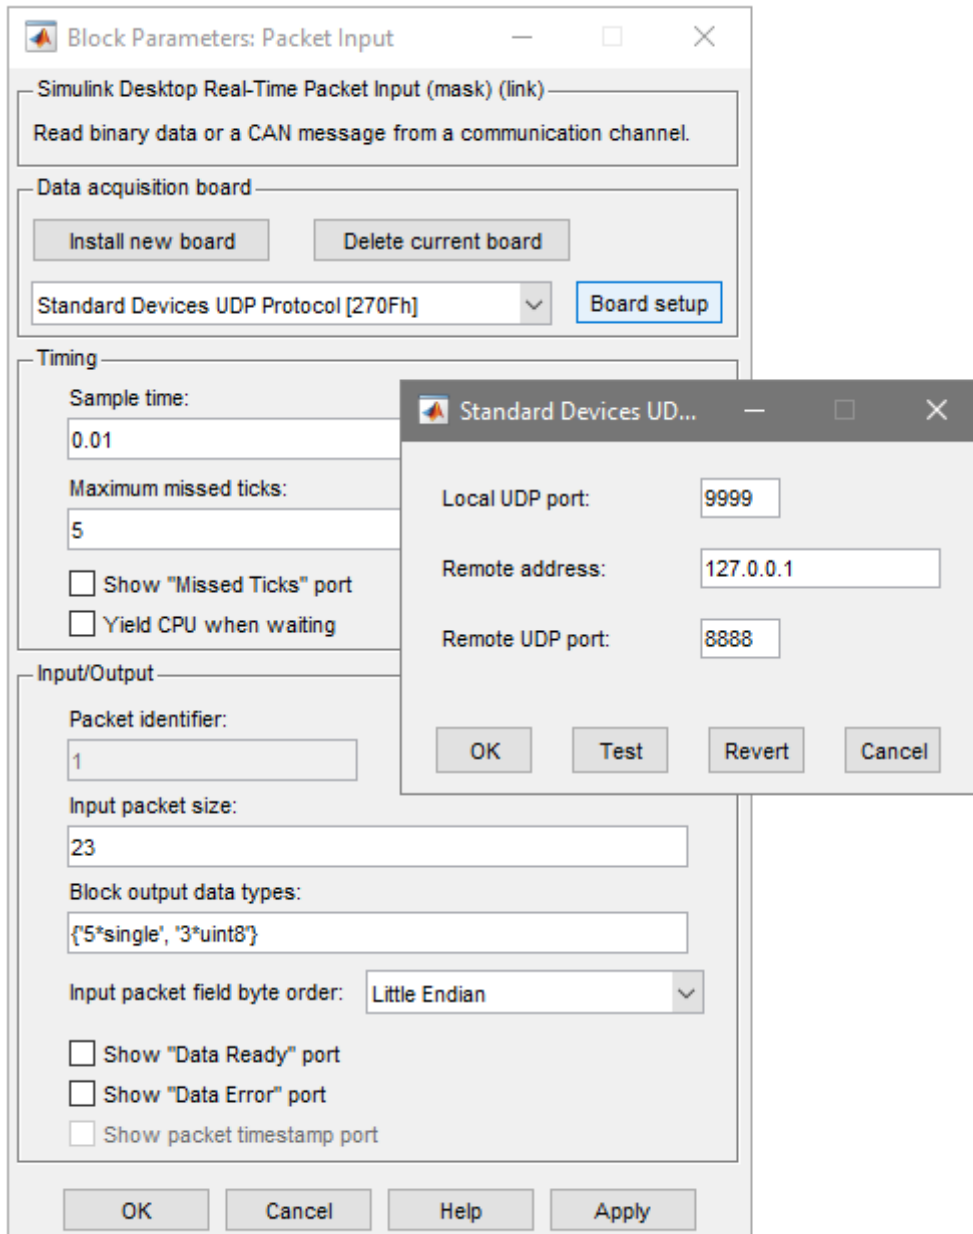 Block Parameters: Packet Input
Simulink Desktop Real-Time Packet Input (mask) (link)
Read binary data or a CAN message from a communication channel.
Data acquisition board
Install new board
Delete current board
Standard Devices UDP Protocol [270Fh]
Board setup
Timing
Sample time:
0.01
Maximum missed ticks:
5
Show "Missed Ticks" port
Yield CPU when waiting
Standard Devices UD...
Local UDP port:
9999
Remote address:
127.0.0.1
Remote UDP port:
8888
OK
Test
Revert
Cancel
Input/Output
Packet identifier:
1
Input packet size:
23
Block output data types:
{'5*single', '3*uint8'}
Input packet field byte order:
Little Endian
Show "Data Ready" port
Show "Data Error" port
Show packet timestamp port
OK
Cancel
Help
Apply